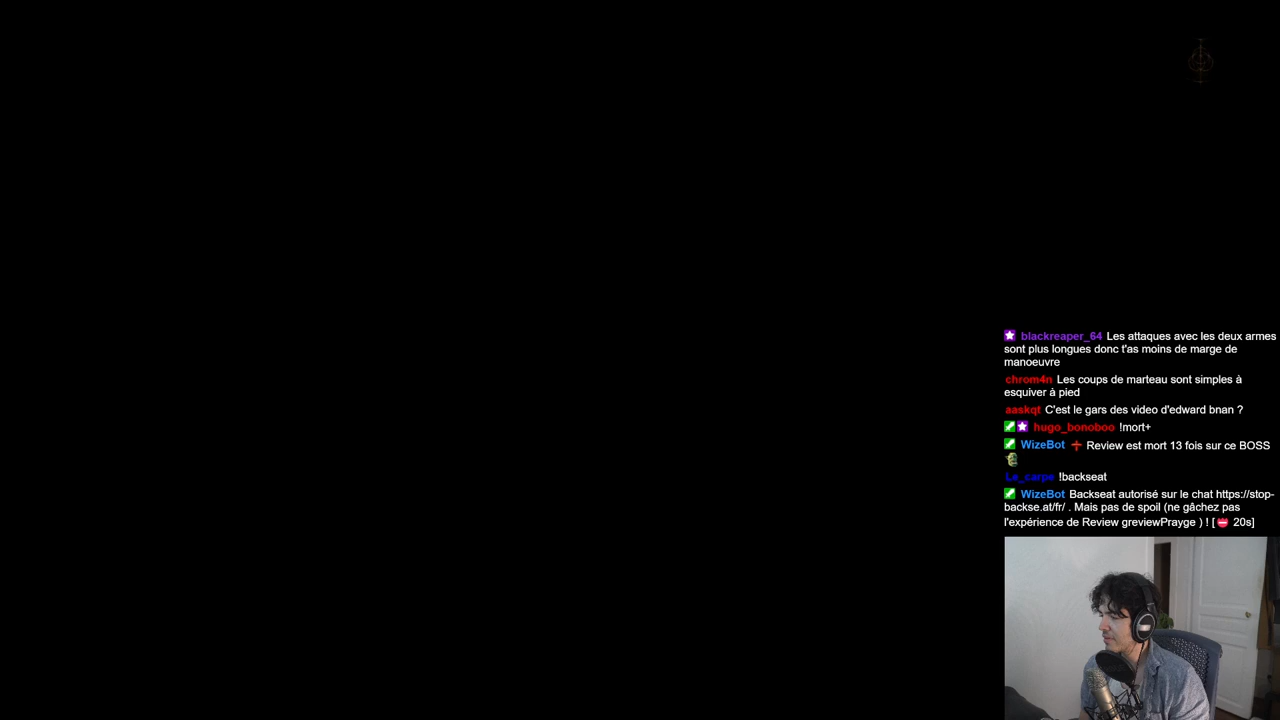 blackreaper_64 Les attaques avec les deux armes
sont plus longues donc t'as moins de marge de
manoeuvre
chrom4n Les coups de marteau sont simples à
esquiver à pied
aaskqt C'est le gars des video d'edward bnan ?
hugo_bonoboo !mort+
WizeBot Review est mort 13 fois sur ce BOSS
Le_carpe !backseat
WizeBot Backseat autorisé sur le chat https://stop-
backse.at/fr/ . Mais pas de spoil (ne gâchez pas
l'expérience de Review greviewPrayge ) ! [ 20s]